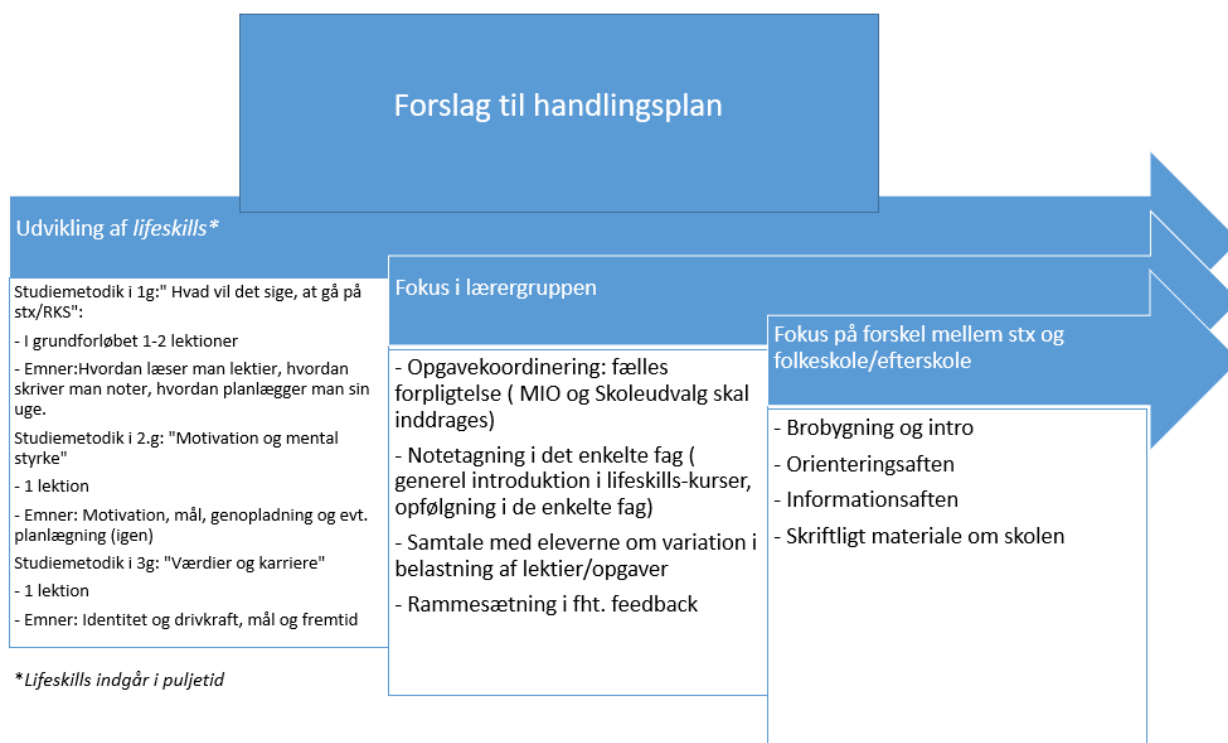 Forslag til handlingsplan
Udvikling af lifeskills*
Studiemetodik i 1g:" Hvad vil det sige, at gå på
stx/RKS":
- I grundforløbet 1-2 lektioner
- Emner:Hvordan læser man lektier, hvordan
skriver man noter, hvordan planlægger man sin
uge.
Studiemetodik i 2.g: "Motivation og mental
styrke"
- 1 lektion
- Emner: Motivation, mål, genopladning og evt.
planlægning (igen)
Studiemetodik i 3g: "Værdier og karriere"
- 1 lektion
- Emner: Identitet og drivkraft, mål og fremtid
*Lifeskills indgår i puljetid
Fokus i lærergruppen
- Opgavekoordinering: fælles
forpligtelse ( MIO og Skoleudvalg skal
inddrages)
- Notetagning i det enkelte fag (
generel introduktion i lifeskills-kurser,
opfølgning i de enkelte fag)
- Samtale med eleverne om variation i
belastning af lektier/opgaver
- Rammesætning i fht. feedback
Fokus på forskel mellem stx og
folkeskole/efterskole
- Brobygning og intro
- Orienteringsaften
- Informationsaften
- Skriftligt materiale om skolen